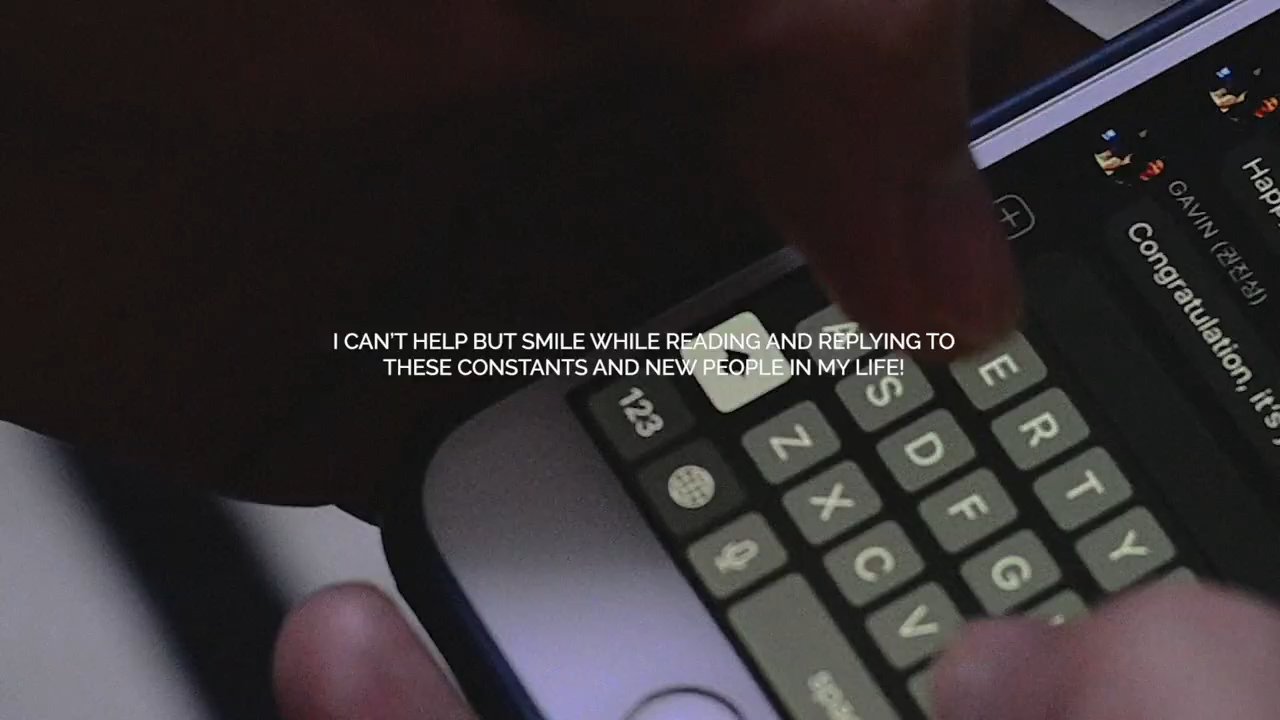 I CAN'T HELP BUT SMILE WHILE READING AND REPLYING TO
THESE CONSTANTS AND NEW PEOPLE IN MY LIFE!
GAVIN (권진성)
Congratulation, it's
123
A
S
D
F
G
E
R
T
Y
Z
X
C
V